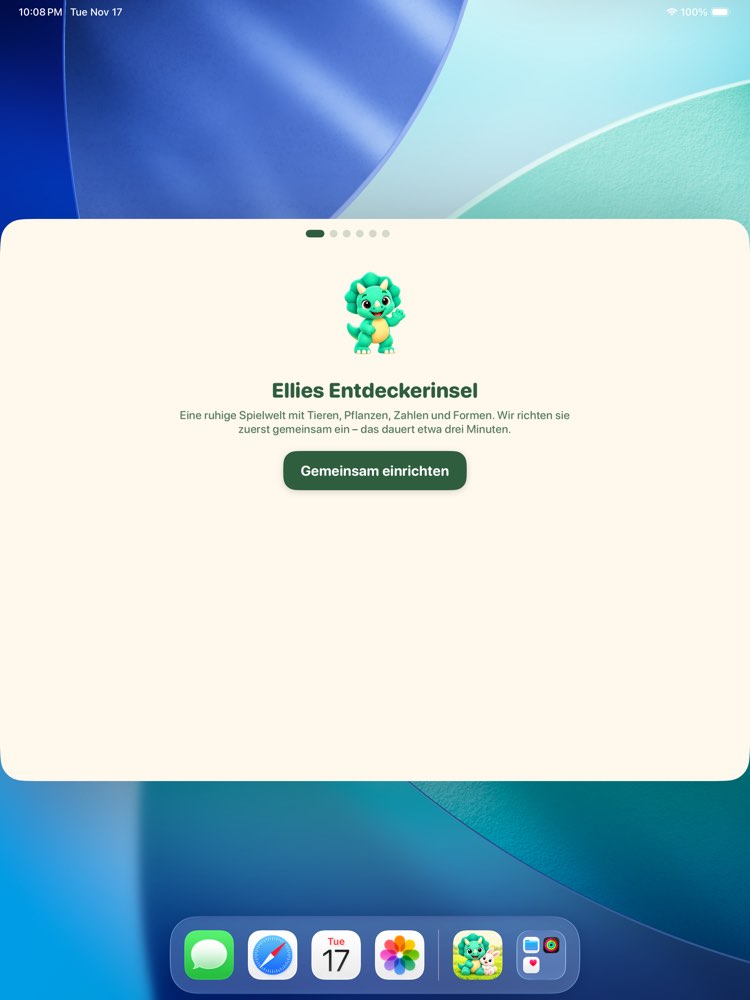 10:08 PM Tue Nov 17
100%
Ellies Entdeckerinsel
Eine ruhige Spielwelt mit Tieren, Pflanzen, Zahlen und Formen. Wir richten sie
zuerst gemeinsam ein – das dauert etwa drei Minuten.
Gemeinsam einrichten
Tue
17